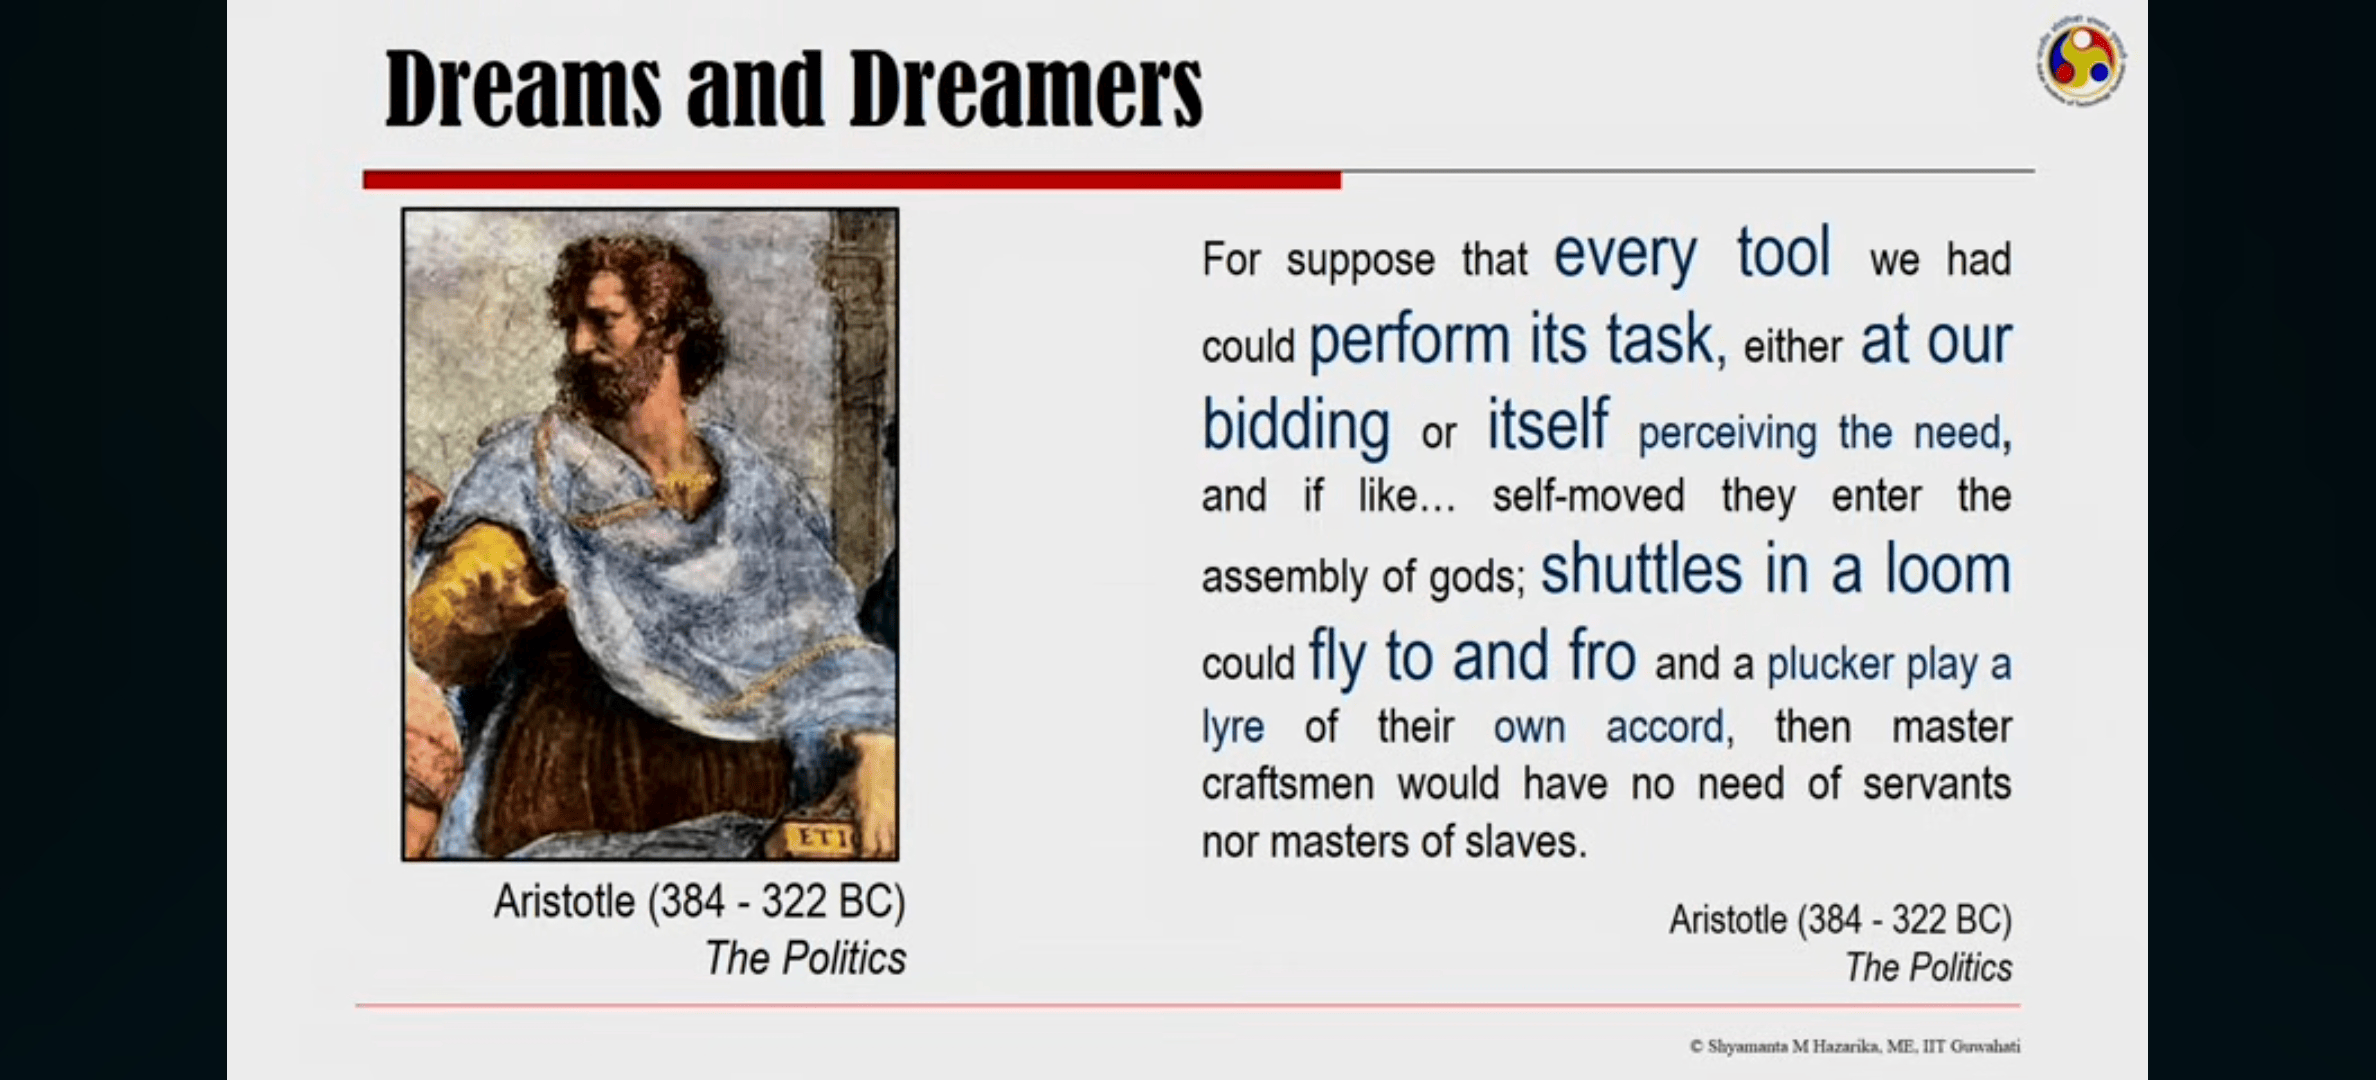 Dreams and Dreamers
ETI
Aristotle (384 - 322 BC)
The Politics
For suppose that every tool we had
could perform its task, either at our
bidding or itself perceiving the need,
and if like... self-moved they enter the
assembly of gods; shuttles in a loom
could fly to and fro and a plucker play a
lyre of their own accord, then master
craftsmen would have no need of servants
nor masters of slaves.
Aristotle (384 - 322 BC)
The Politics
© Shyamanta M Hazarika, ME, IIT Guwahati